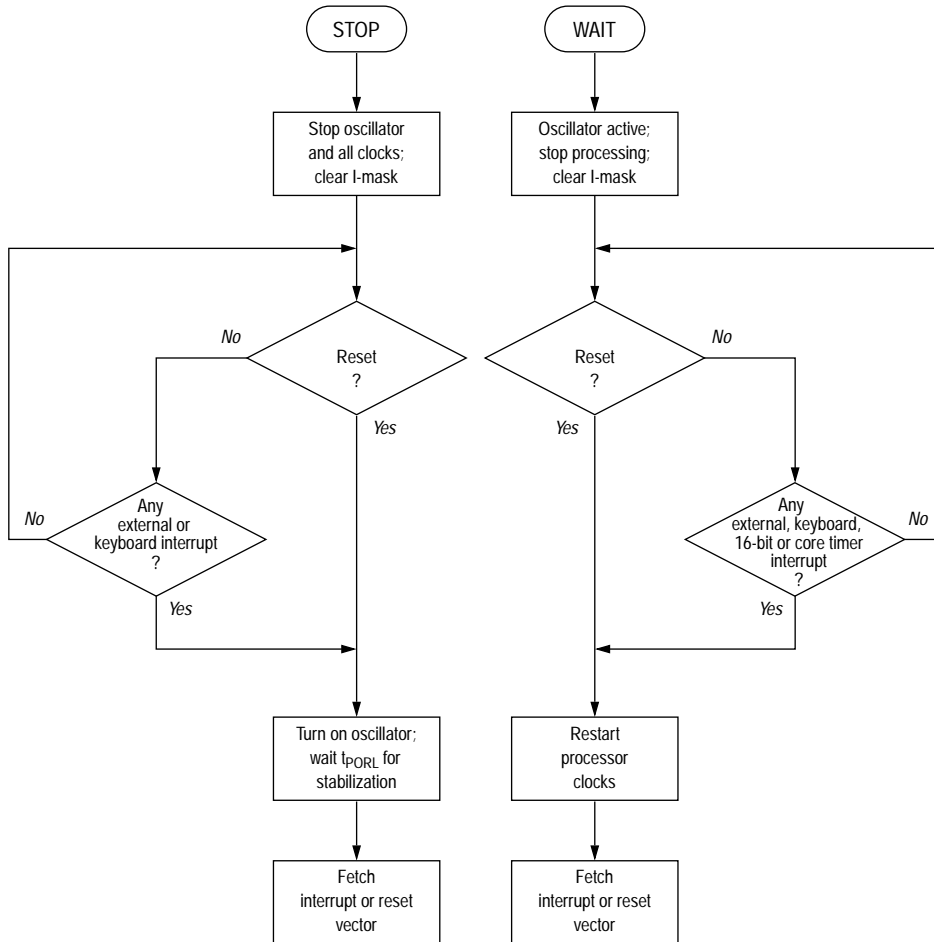 STOP
Stop oscillator
and all clocks;
clear I-mask
No
Reset
?
Yes
No
Any
external or
keyboard interrupt
?
Yes
Turn on oscillator;
wait tPORL for
stabilization
Fetch
interrupt or reset
vector
WAIT
Oscillator active;
stop processing;
clear I-mask
Reset
?
No
Yes
Any
external, keyboard,
16-bit or core timer
interrupt
?
No
Yes
Restart
processor
clocks
Fetch
interrupt or reset
vector